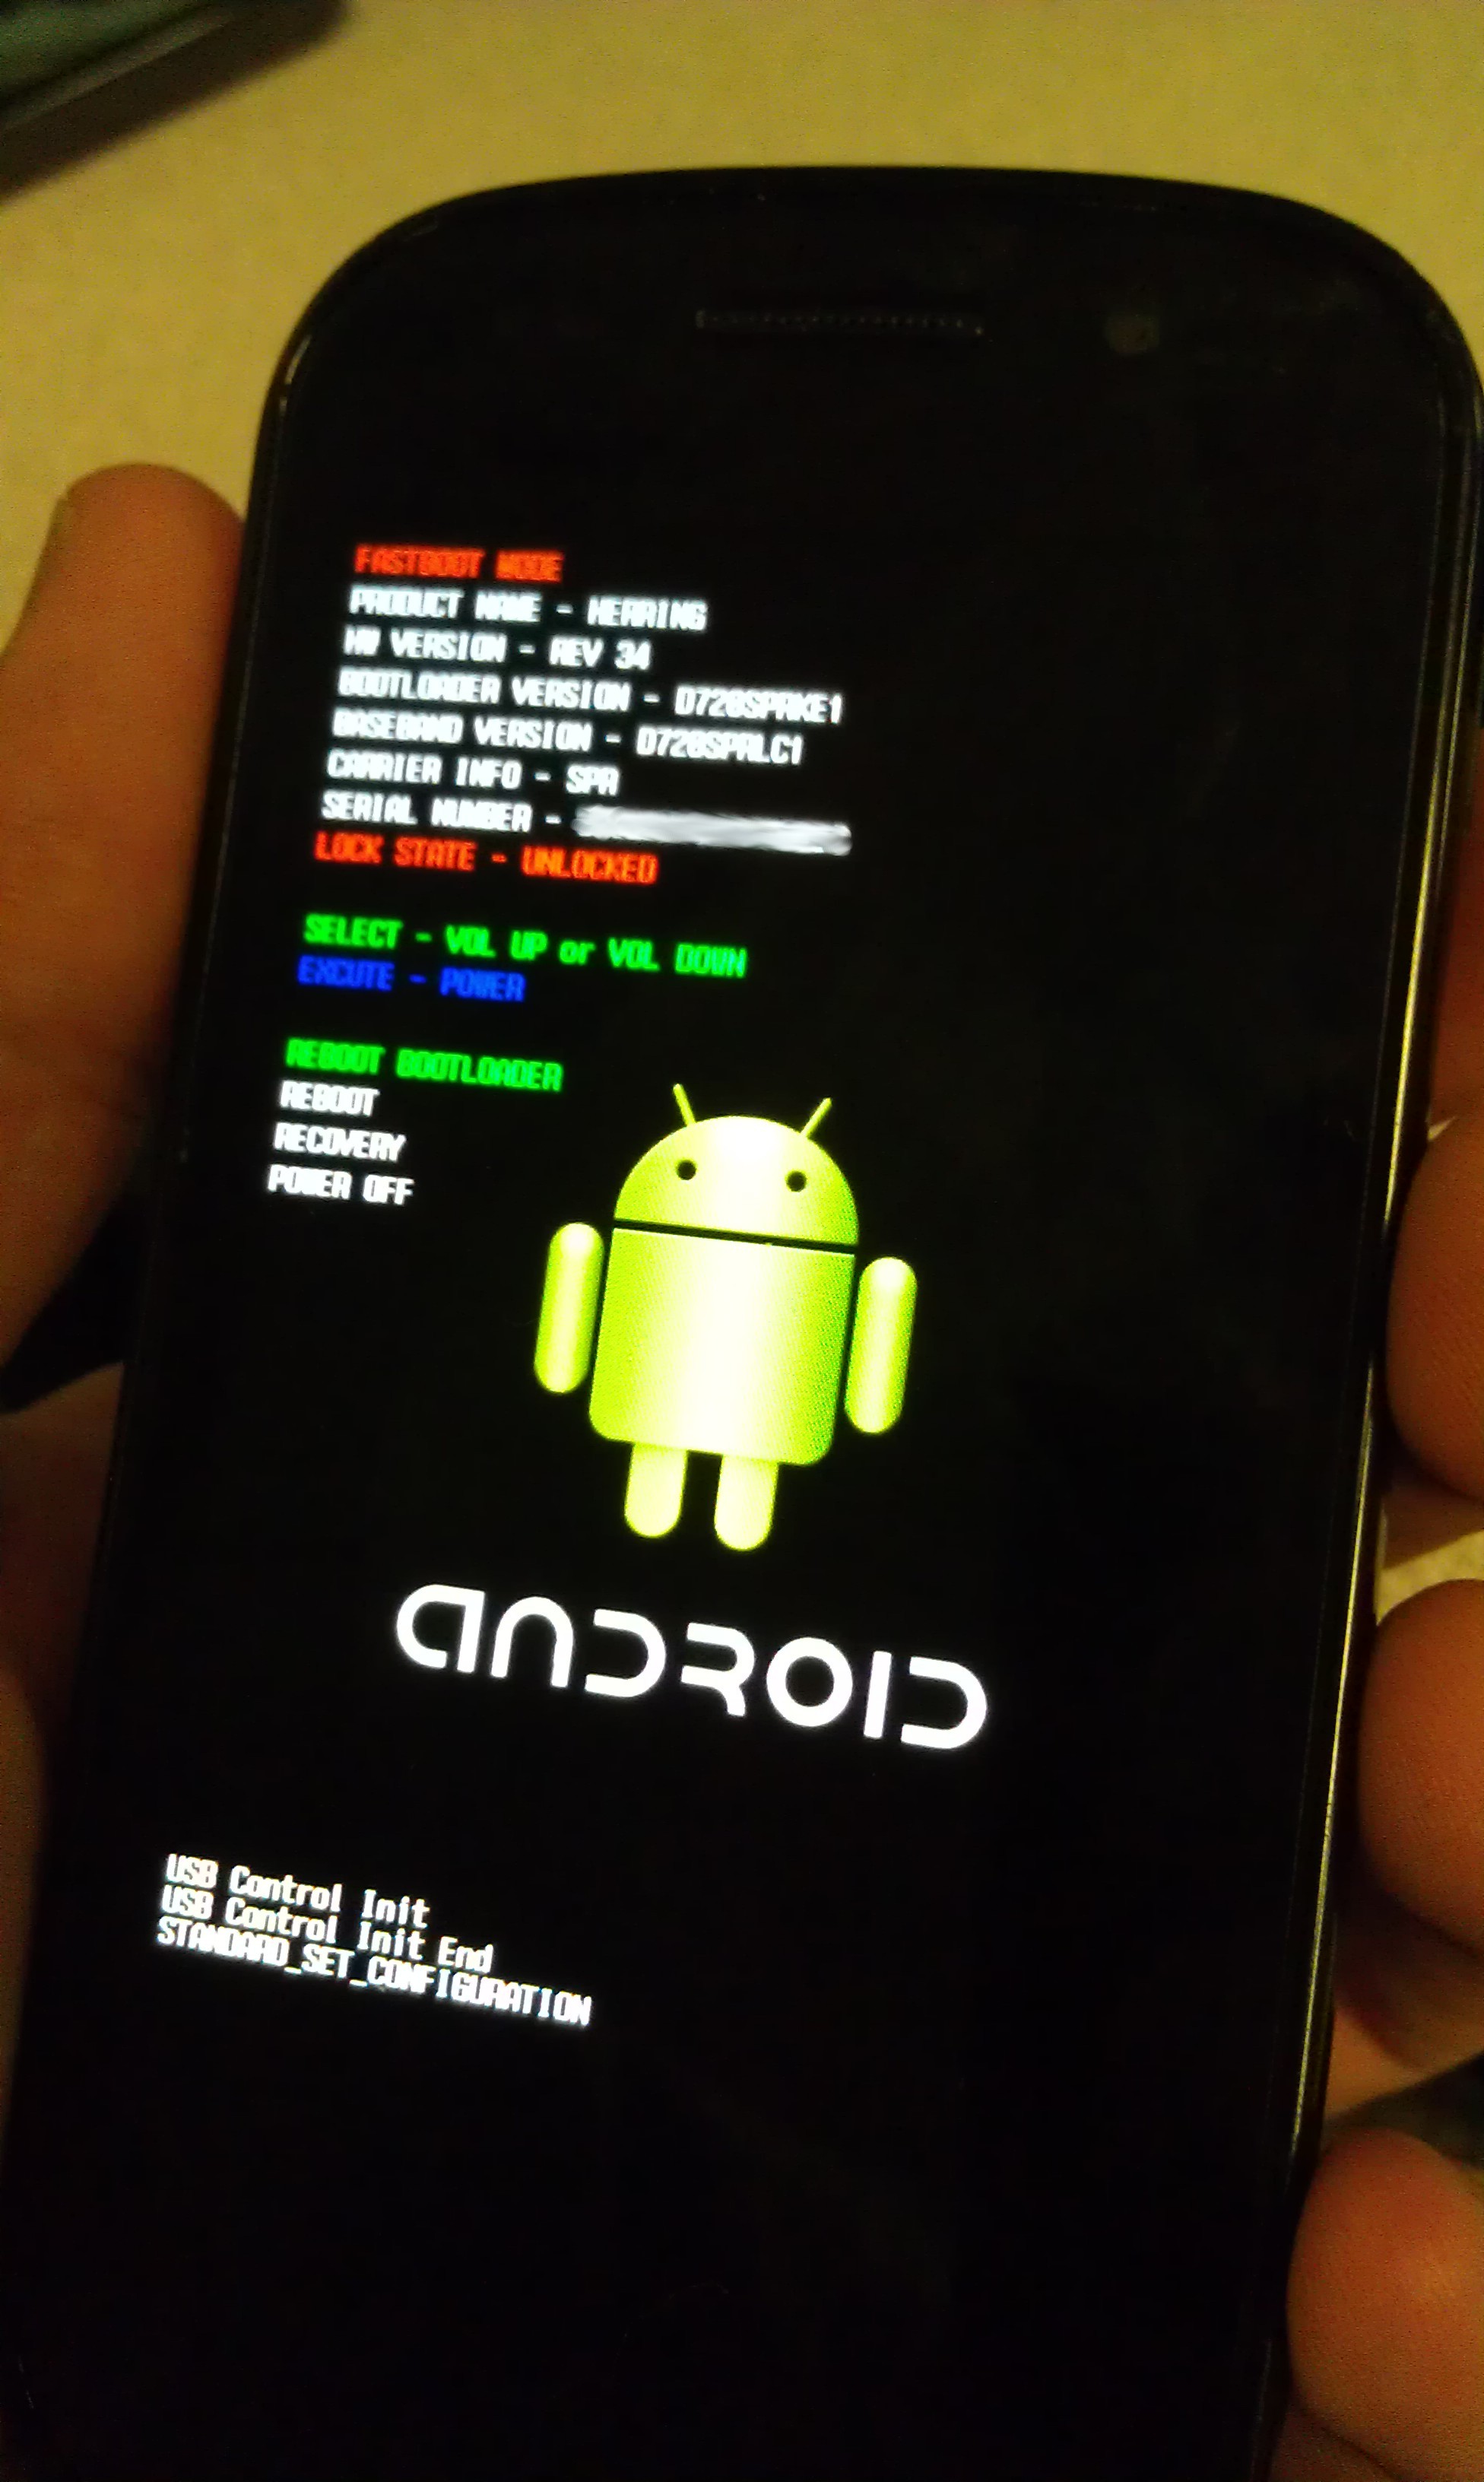 FASTBOOT MODE
PRODUCT NAME - HERRING
HW VERSION - REV 34
BOOTLOADER VERSION - D720SPRKE1
BASEBAND VERSION - D720SPRLC1
CARRIER INFO - SPR
SERIAL NUMBER -
LOCK STATE - UNLOCKED
SELECT - VOL UP or VOL DOWN
EXCUTE - POWER
REBOOT BOOTLOADER
REBOOT
RECOVERY
POWER OFF
ANDROID
USB Control Init
USB Control Init End
STANDARD_SET_CONFIGURATION